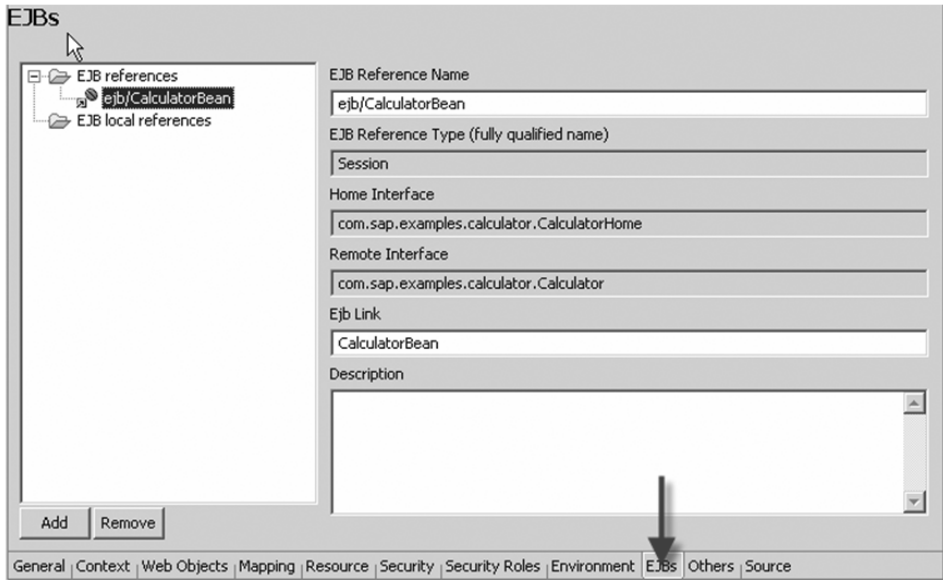 EJBs
EJB references
ejb/CalculatorBean
EJB local references
Add
Remove
EJB Reference Name
ejb/CalculatorBean
EJB Reference Type (fully qualified name)
Session
Home Interface
com.sap.examples.calculator.CalculatorHome
Remote Interface
com.sap.examples.calculator.Calculator
Ejb Link
CalculatorBean
Description
General Context Web Objects Mapping Resource Security Security Roles Environment EJBs Others Source